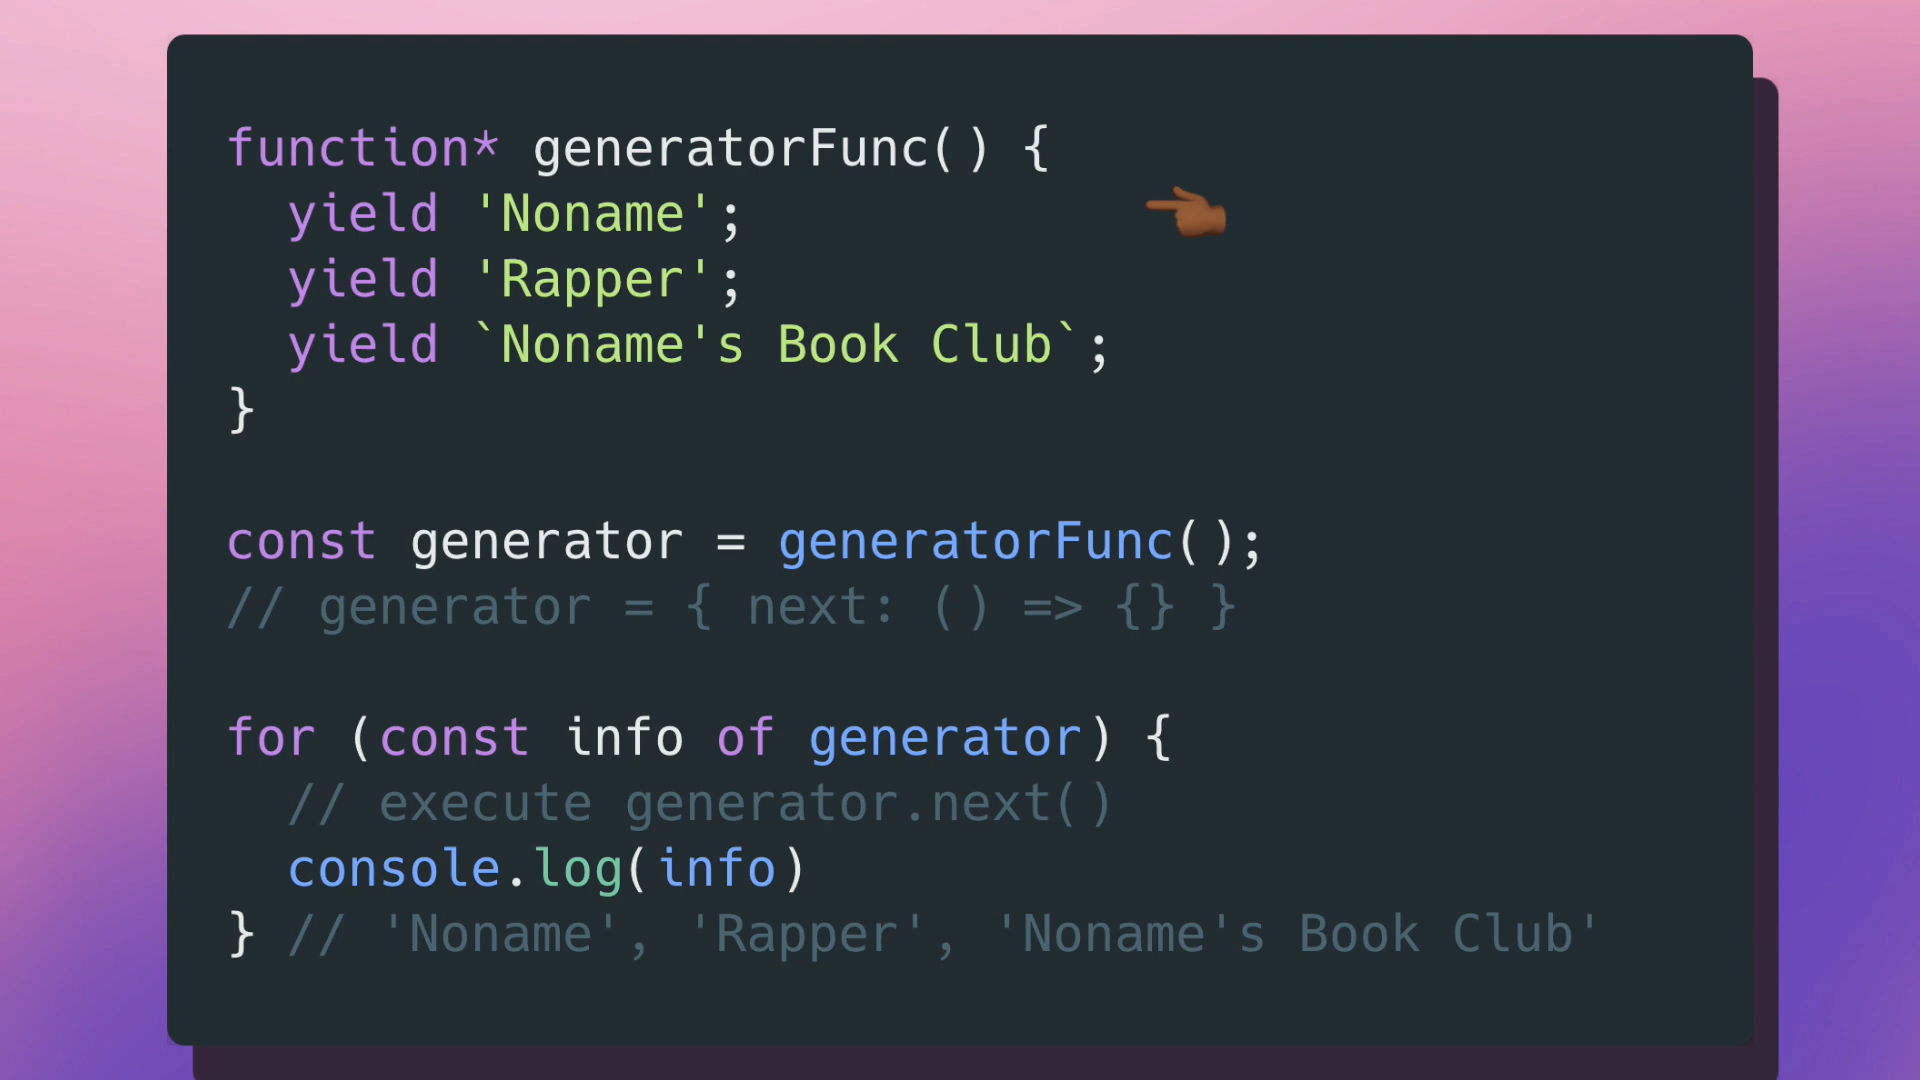 function* generatorFunc() {
  yield 'Noname';
  yield 'Rapper';
  yield `Noname's Book Club`;
}
const generator = generatorFunc();
// generator = { next: () => {} }
for (const info of generator) {
  // execute generator.next()
  console.log(info)
} // 'Noname', 'Rapper', 'Noname's Book Club'